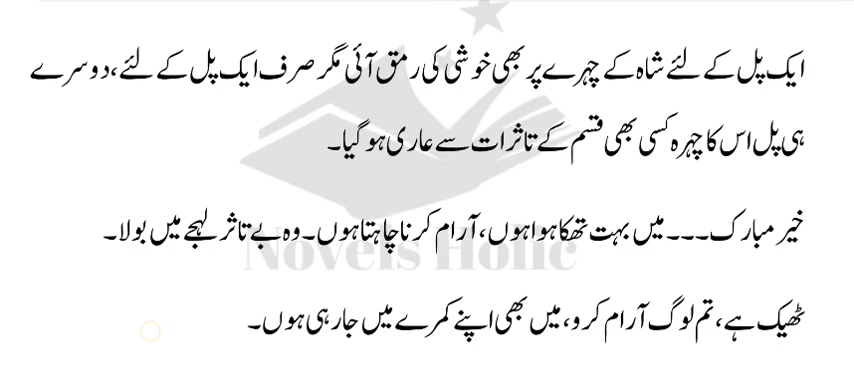 ایک پل کے لئے شاہ کے چہرے پر بھی خوشی کی رمق آئی مگر صرف ایک پل کے لئے، دوسرے
ہی پل اس کا چہرہ کسی بھی قسم کے تاثرات سے عاری ہو گیا۔
خیر مبارک۔۔۔ میں بہت تھکا ہوا ہوں، آرام کرنا چاہتا ہوں۔ وہ بے تاثر لہجے میں بولا۔
Novels Holic
ٹھیک ہے، تم لوگ آرام کرو، میں بھی اپنے کمرے میں جا رہی ہوں۔